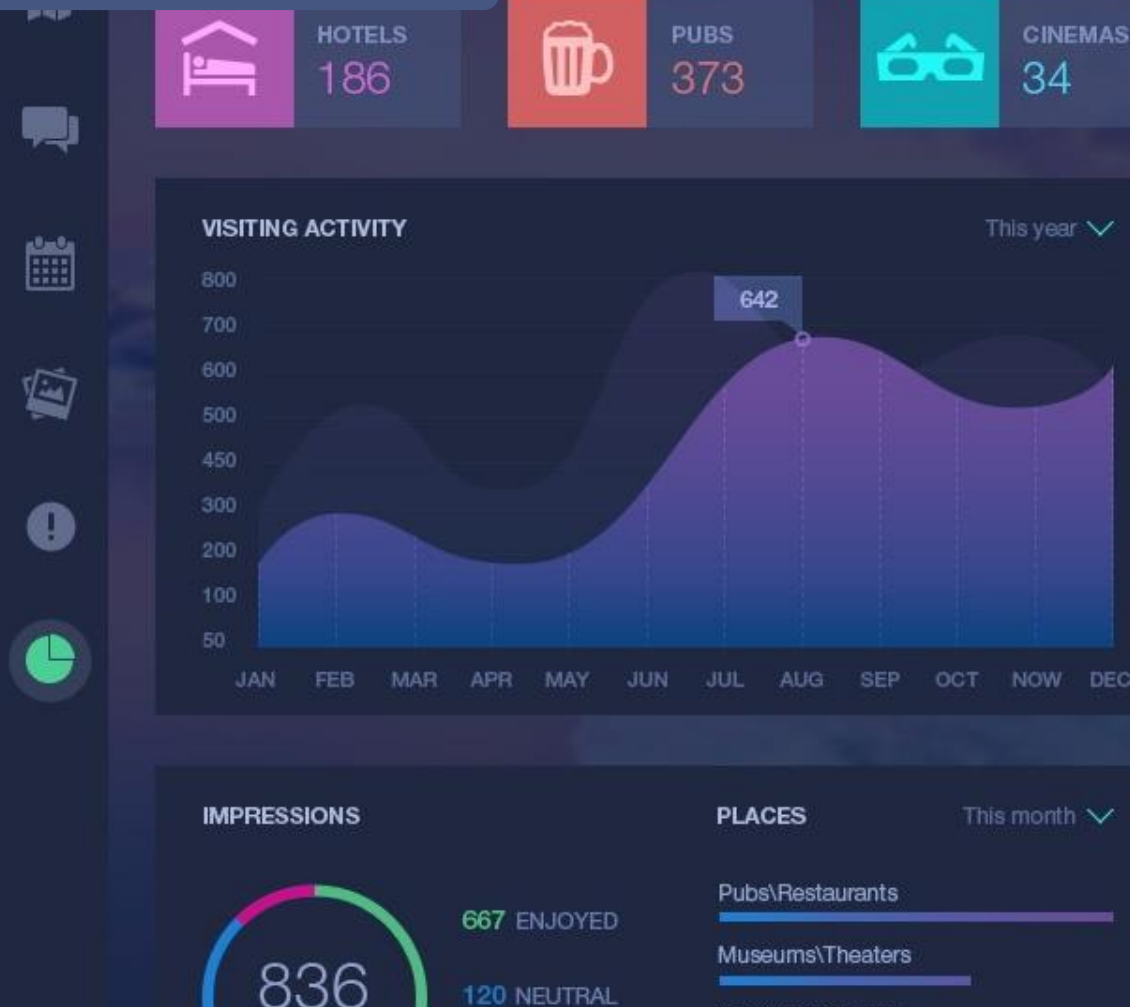 HOTELS
186
PUBS
373
CINEMAS
34
VISITING ACTIVITY
This year
800
700
600
500
450
300
200
100
50
642
JAN FEB MAR APR MAY JUN JUL AUG SEP OCT NOW DEC
IMPRESSIONS
836
667 ENJOYED
120 NEUTRAL
PLACES
This month
Pubs\Restaurants
Museums\Theaters